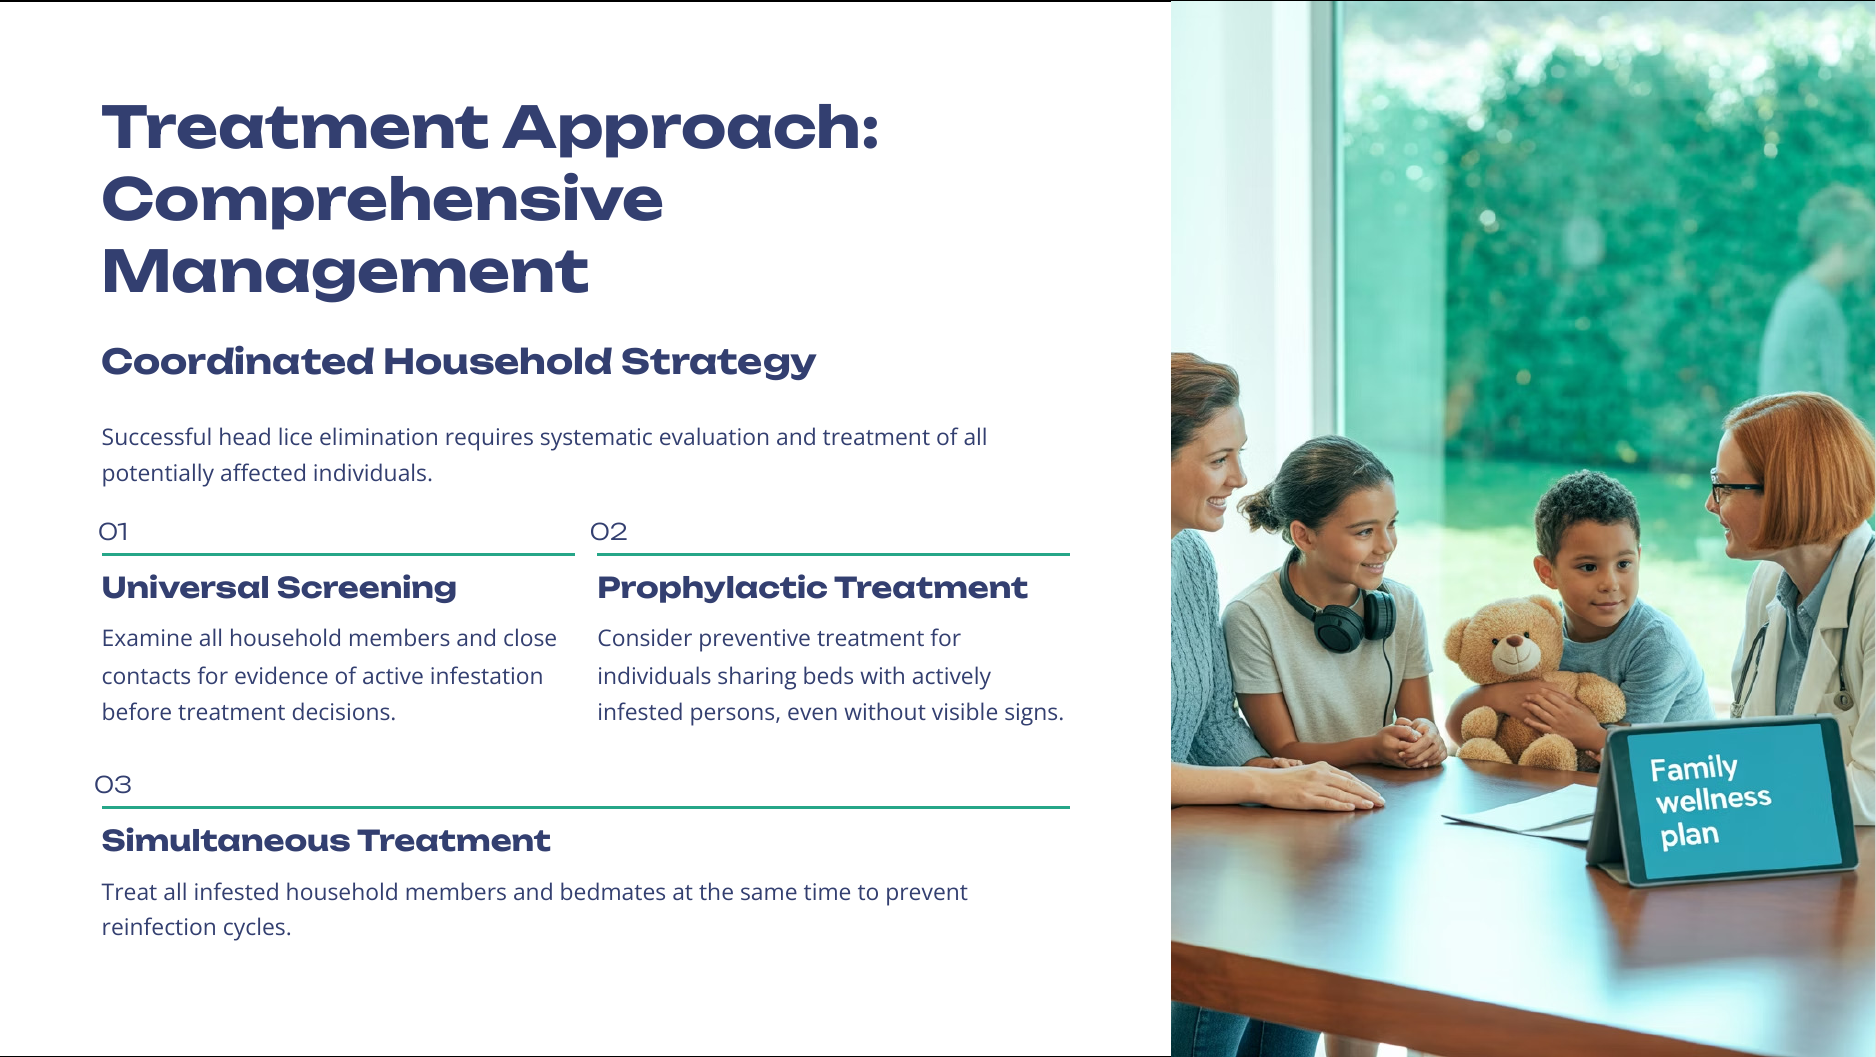 Treatment Approach:
Comprehensive
Management
Coordinated Household Strategy
Successful head lice elimination requires systematic evaluation and treatment of all
potentially affected individuals.
01
Universal Screening
Examine all household members and close
contacts for evidence of active infestation
before treatment decisions.
02
Prophylactic Treatment
Consider preventive treatment for
individuals sharing beds with actively
infested persons, even without visible signs.
03
Simultaneous Treatment
Treat all infested household members and bedmates at the same time to prevent
reinfection cycles.
Family
wellness
plan